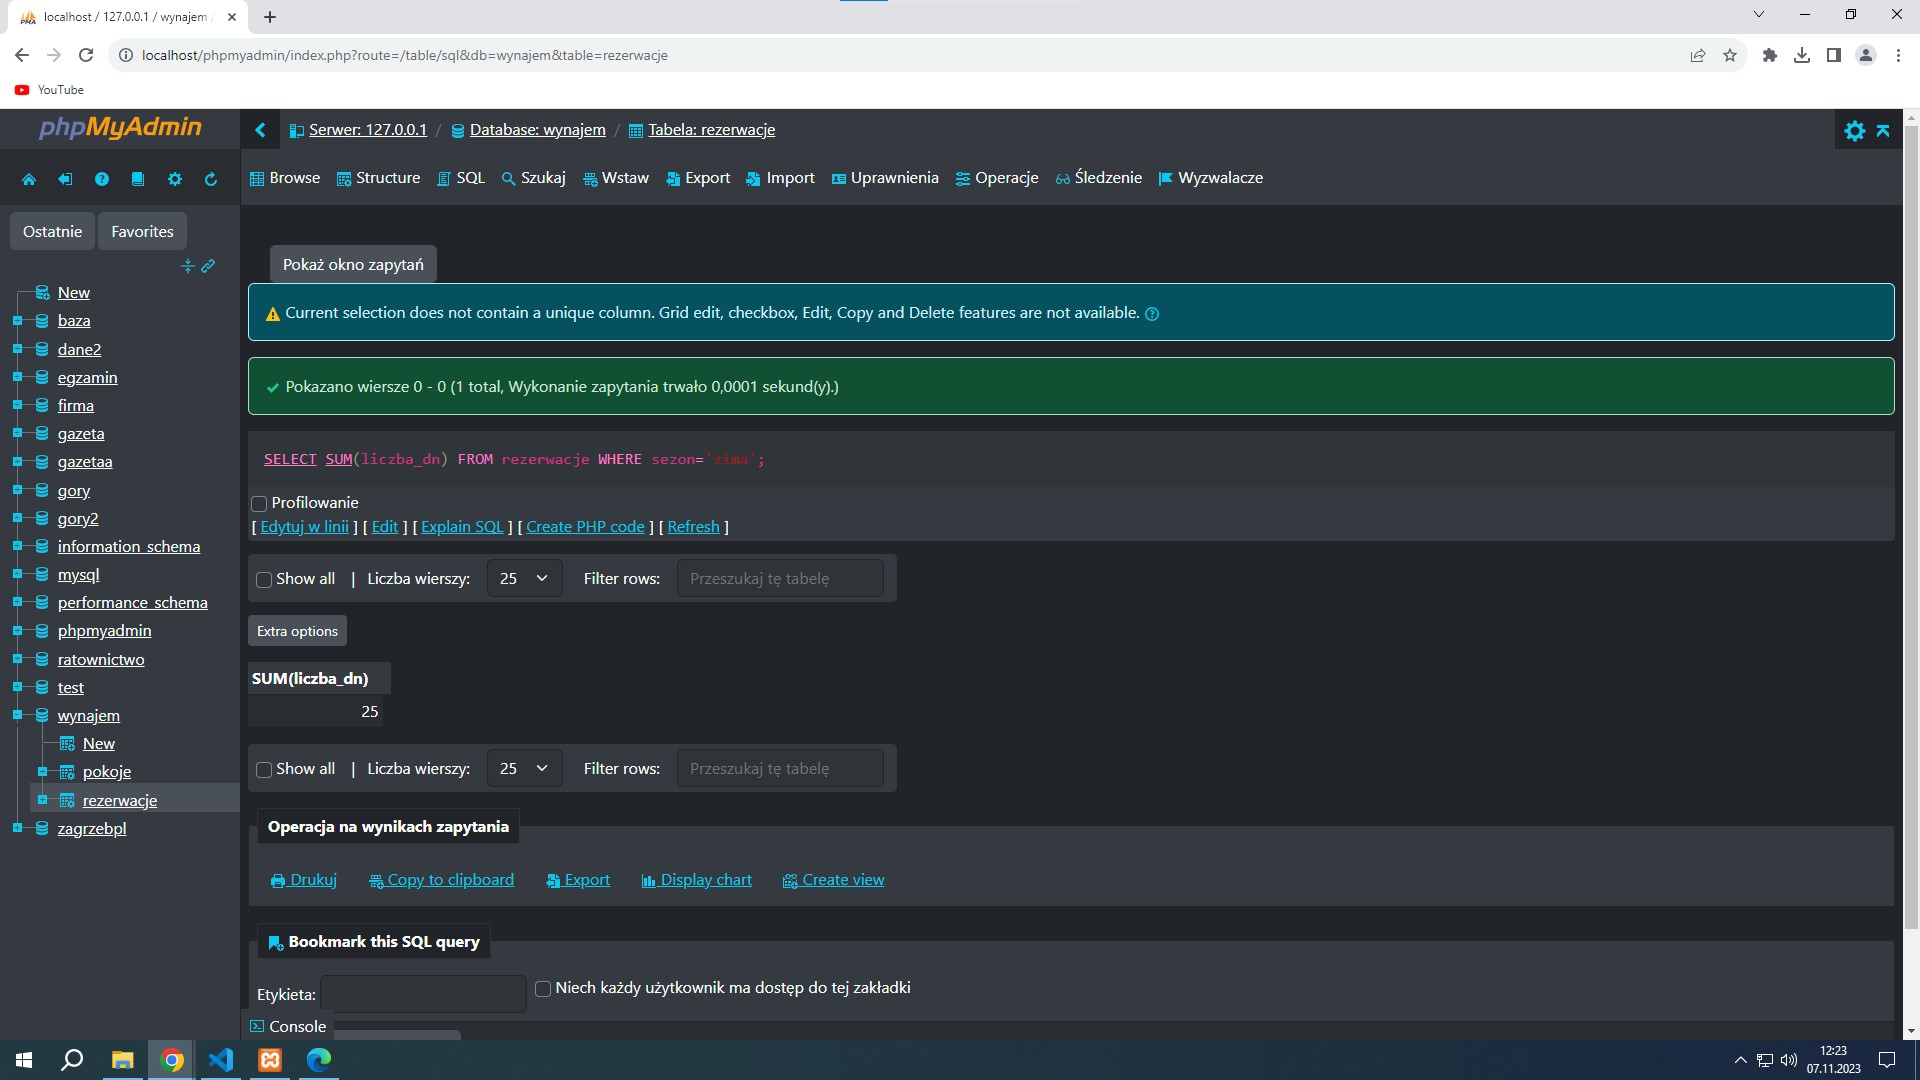 localhost / 127.0.0.1 / wynajem /
localhost/phpmyadmin/index.php?route=/table/sql&db=wynajem&table=rezerwacje
YouTube
phpMyAdmin
Serwer: 127.0.0.1 / Database: wynajem / Tabela: rezerwacje
Browse Structure SQL Szukaj Wstaw Export Import Uprawnienia Operacje Śledzenie Wyzwalacze
Ostatnie Favorites
New
baza
dane2
egzamin
firma
gazeta
gazetaa
gory
gory2
information_schema
mysql
performance_schema
phpmyadmin
ratownictwo
test
wynajem
New
pokoje
rezerwacje
zagrzebpl
Pokaż okno zapytań
Current selection does not contain a unique column. Grid edit, checkbox, Edit, Copy and Delete features are not available.
Pokazano wiersze 0 - 0 (1 total, Wykonanie zapytania trwało 0,0001 sekund(y).)
SELECT SUM(liczba_dn) FROM rezerwacje WHERE sezon='zima';
Profilowanie
[ Edytuj w linii ] [ Edit ] [ Explain SQL ] [ Create PHP code ] [ Refresh ]
Show all | Liczba wierszy: 25 Filter rows: Przeszukaj tę tabelę
Extra options
SUM(liczba_dn)
25
Show all | Liczba wierszy: 25 Filter rows: Przeszukaj tę tabelę
Operacja na wynikach zapytania
Drukuj Copy to clipboard Export Display chart Create view
Bookmark this SQL query
Etykieta: Niech każdy użytkownik ma dostęp do tej zakładki
Console
12:23
07.11.2023